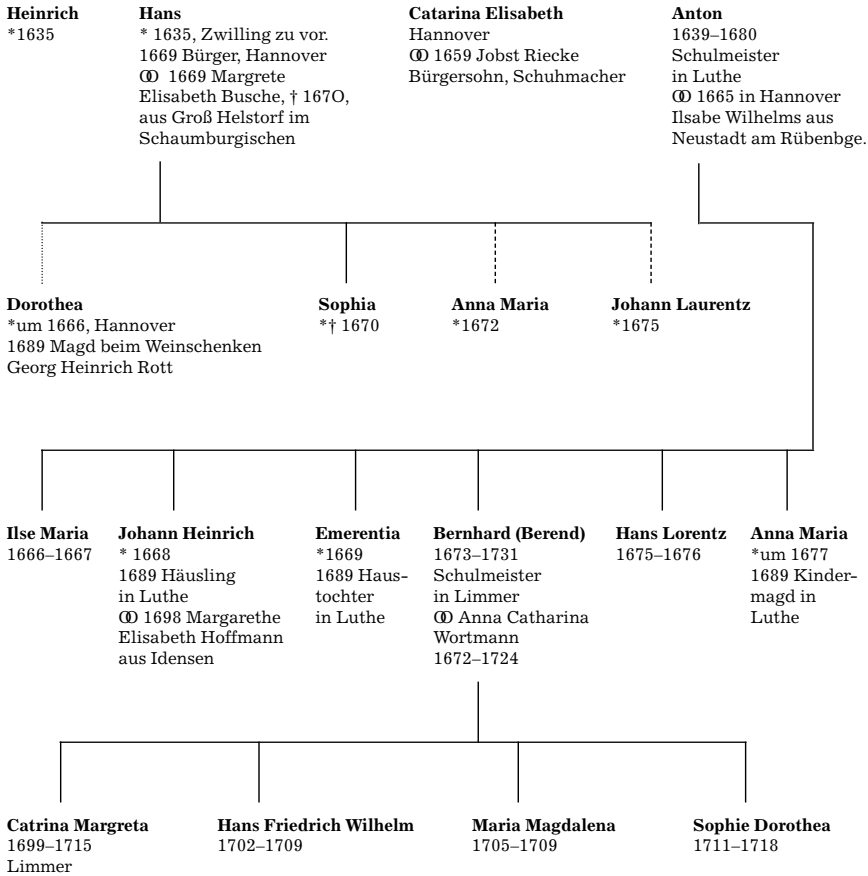 Heinrich
*1635
Hans
* 1635, Zwilling zu vor.
1669 Bürger, Hannover
ꝏ 1669 Margrete
Elisabeth Busche, † 167O,
aus Groß Helstorf im
Schaumburgischen
Catarina Elisabeth
Hannover
ꝏ 1659 Jobst Riecke
Bürgersohn, Schuhmacher
Anton
1639–1680
Schulmeister
in Luthe
ꝏ 1665 in Hannover
Ilsabe Wilhelms aus
Neustadt am Rübenbge.
Dorothea
*um 1666, Hannover
1689 Magd beim Weinschenken
Georg Heinrich Rott
Sophia
*† 1670
Anna Maria
*1672
Johann Laurentz
*1675
Ilse Maria
1666–1667
Johann Heinrich
* 1668
1689 Häusling
in Luthe
ꝏ 1698 Margarethe
Elisabeth Hoffmann
aus Idensen
Emerentia
*1669
1689 Haus-
tochter
in Luthe
Bernhard (Berend)
1673–1731
Schulmeister
in Limmer
ꝏ Anna Catharina
Wortmann
1672–1724
Hans Lorentz
1675–1676
Anna Maria
*um 1677
1689 Kinder-
magd in
Luthe
Catrina Margreta
1699–1715
Limmer
Hans Friedrich Wilhelm
1702–1709
Maria Magdalena
1705–1709
Sophie Dorothea
1711–1718